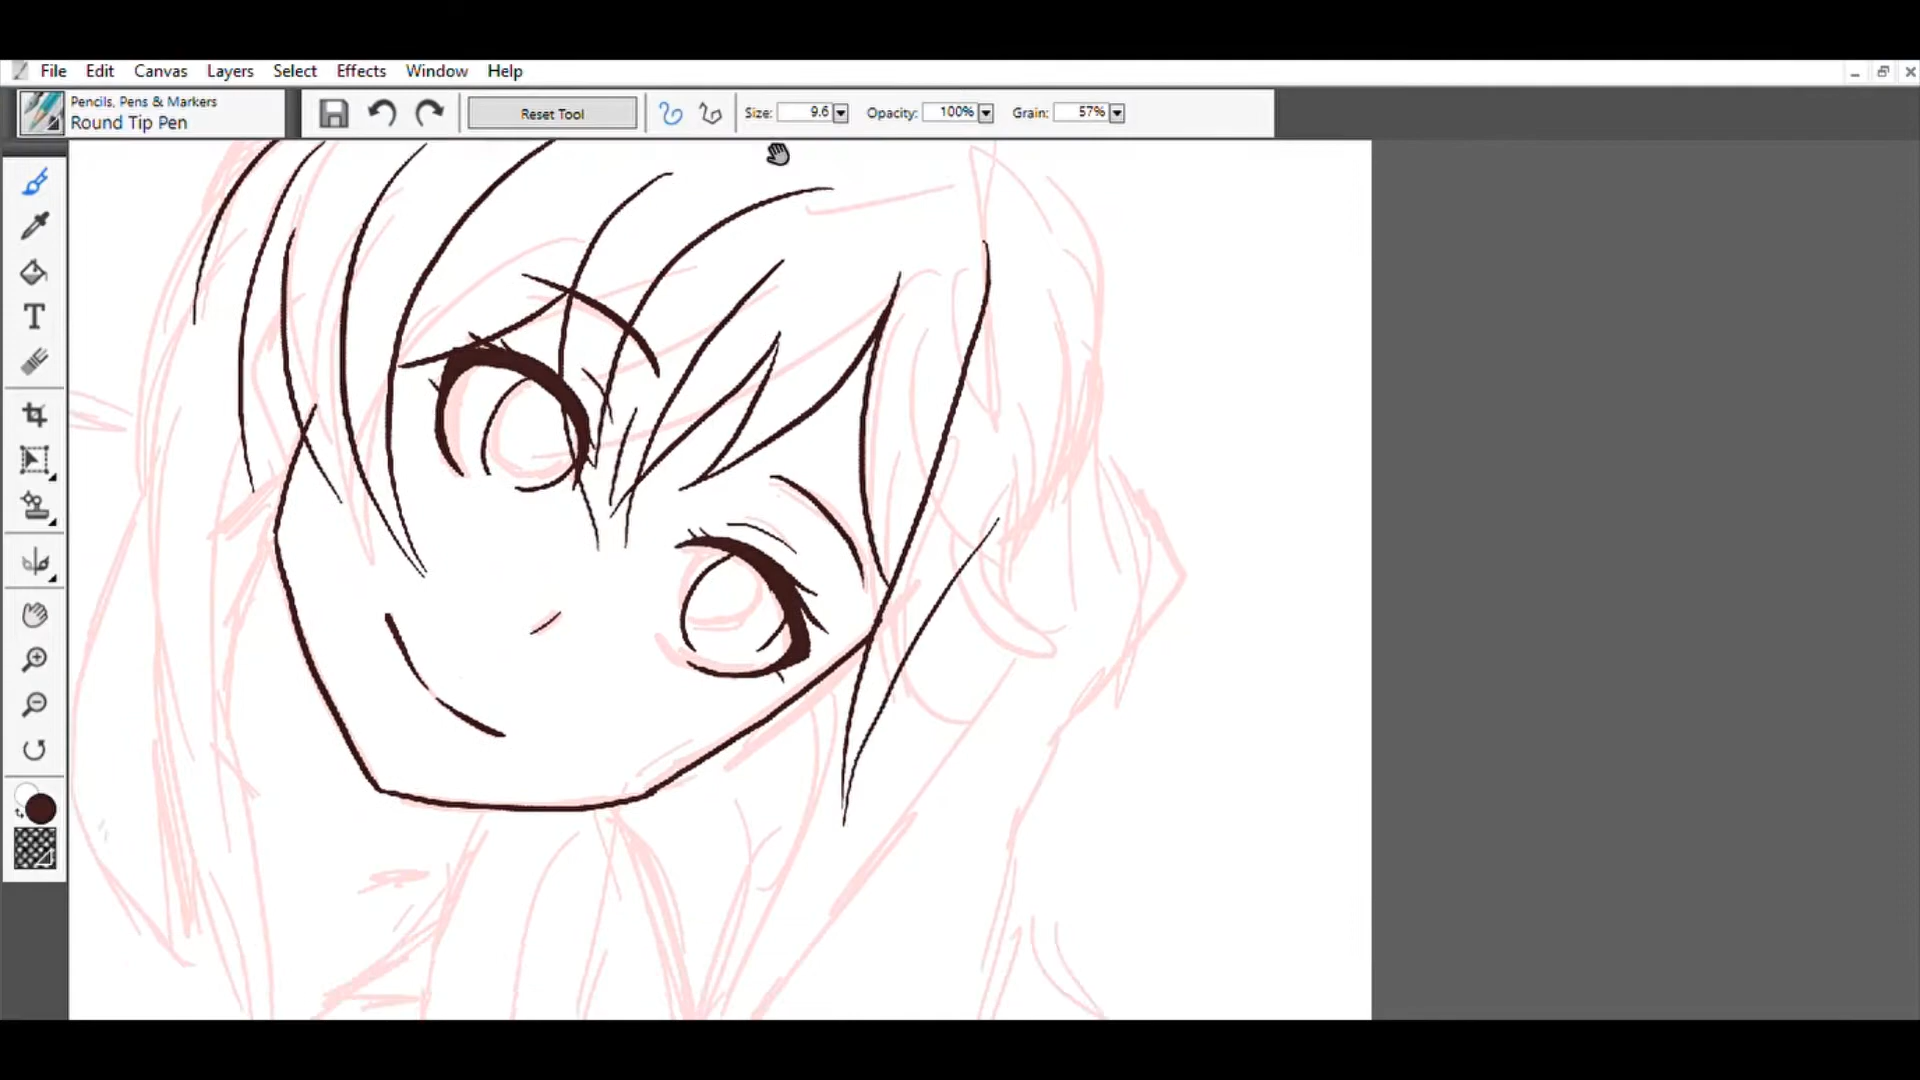 File Edit Canvas Layers Select Effects Window Help
Pencils, Pens & Markers
Round Tip Pen
Reset Tool Size: 9.6 Opacity: 100% Grain: 57%
T